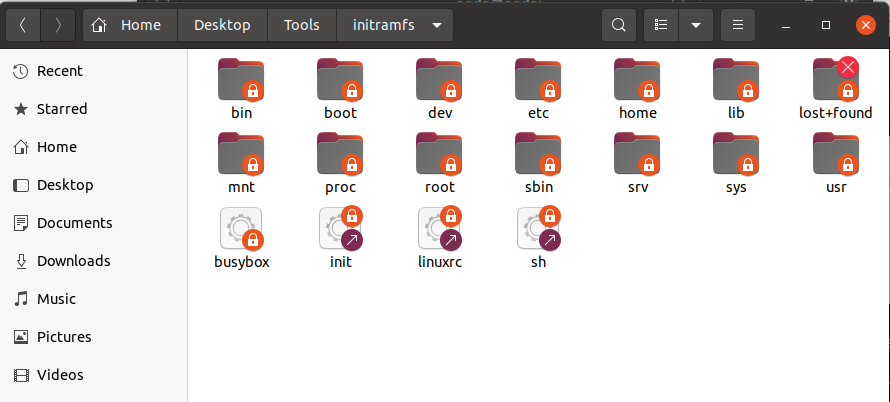 Home Desktop Tools initramfs
Recent
Starred
Home
Desktop
Documents
Downloads
Music
Pictures
Videos
bin boot dev etc home lib lost+found
mnt proc root sbin srv sys usr
busybox init linuxrc sh